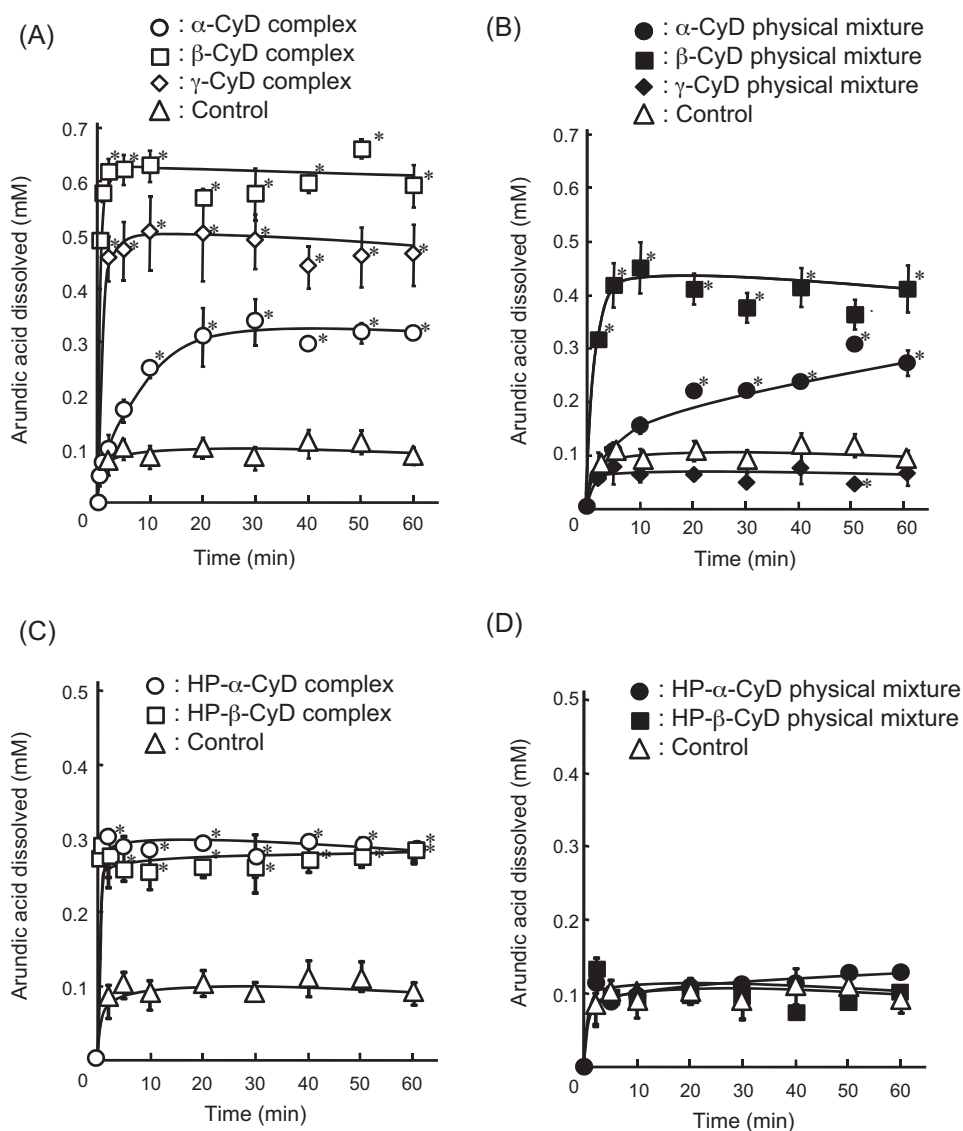 (A)
○ : α-CyD complex
□ : β-CyD complex
◇ : γ-CyD complex
△ : Control
Arundic acid dissolved (mM)
0.7
0.6
0.5
0.4
0.3
0.2
0.1
0
* * * * * * * *
* * * * * * * *
* * * * * *
10 20 30 40 50 60
Time (min)
(B)
● : α-CyD physical mixture
■ : β-CyD physical mixture
◆ : γ-CyD physical mixture
△ : Control
Arundic acid dissolved (mM)
0.7
0.6
0.5
0.4
0.3
0.2
0.1
0
* * * * * * *
* * * * *
*
10 20 30 40 50 60
Time (min)
(C)
○ : HP-α-CyD complex
□ : HP-β-CyD complex
△ : Control
Arundic acid dissolved (mM)
0.5
0.4
0.3
0.2
0.1
0
* * * * * * * *
* * * * * * *
10 20 30 40 50 60
Time (min)
(D)
● : HP-α-CyD physical mixture
■ : HP-β-CyD physical mixture
△ : Control
Arundic acid dissolved (mM)
0.5
0.4
0.3
0.2
0.1
0
10 20 30 40 50 60
Time (min)